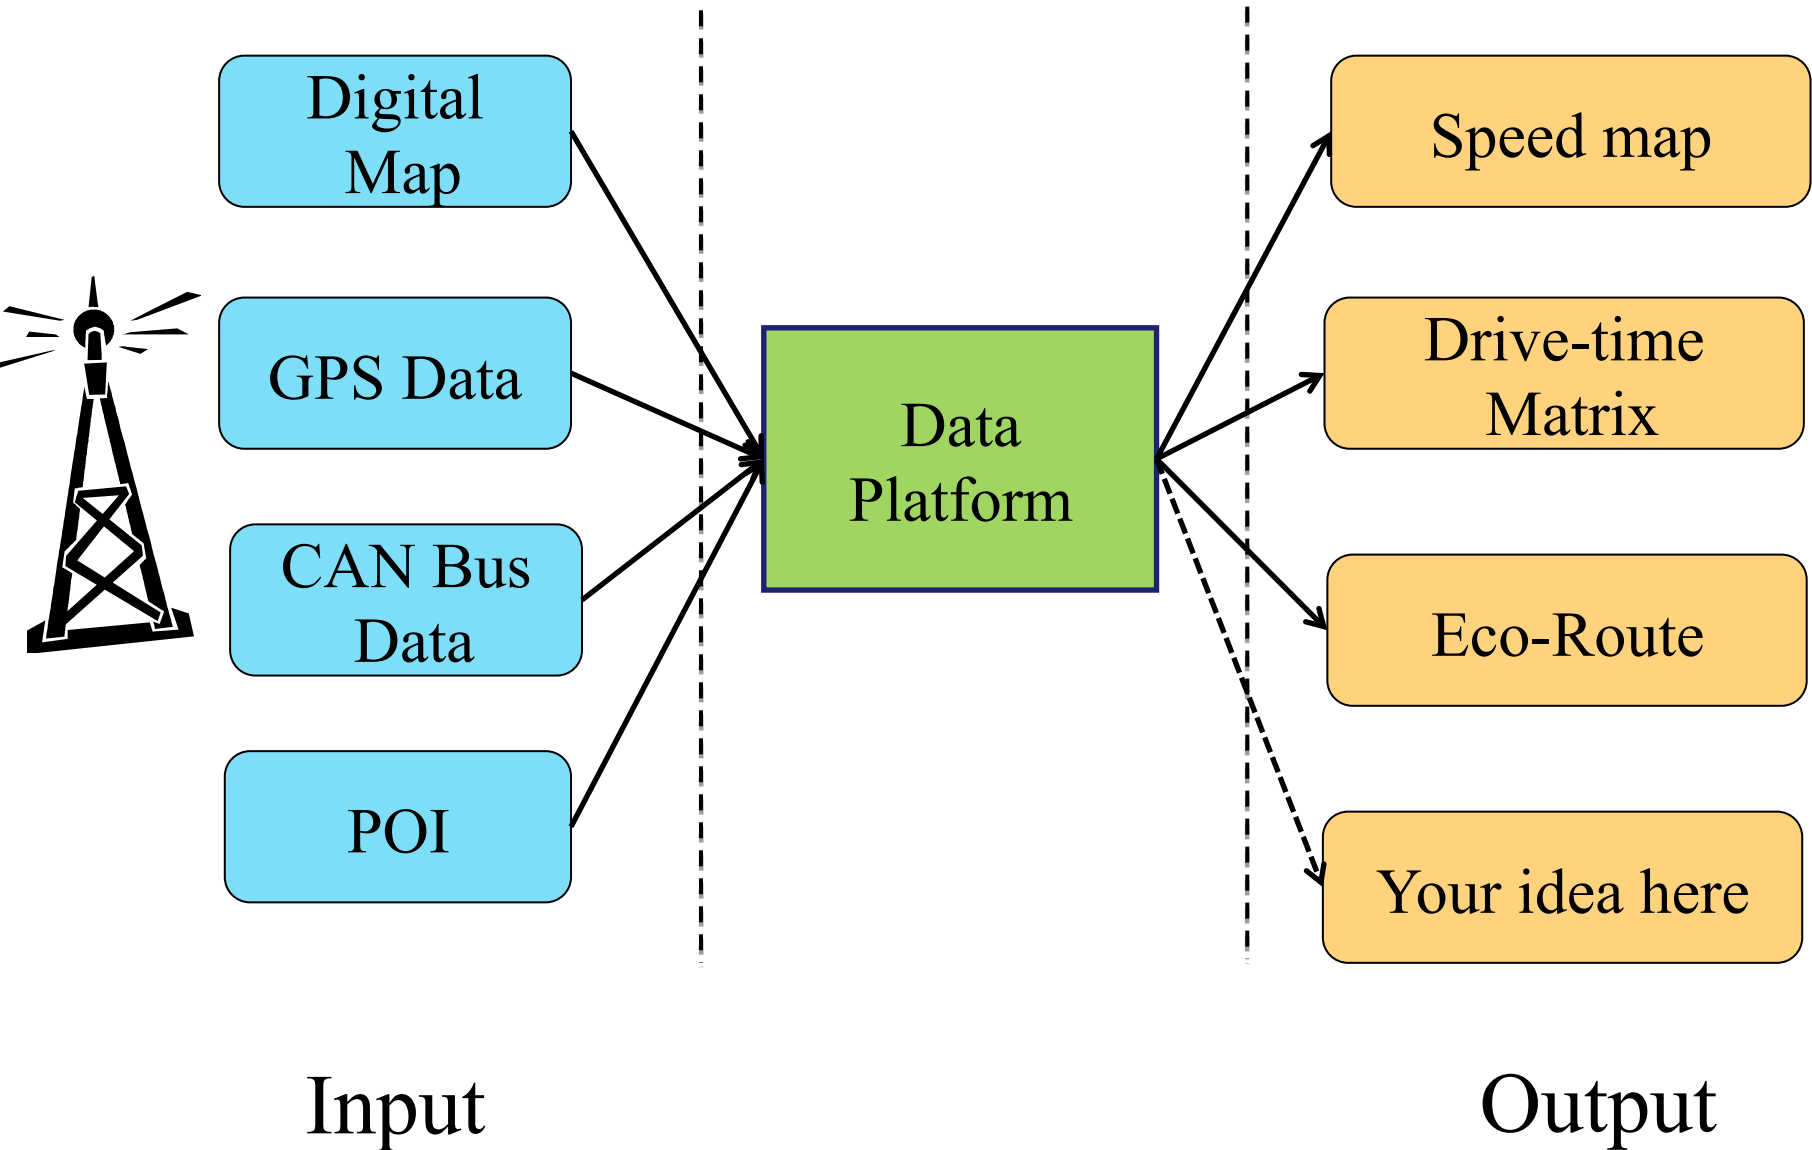 Digital
Map
GPS Data
CAN Bus
Data
POI
Data
Platform
Speed map
Drive-time
Matrix
Eco-Route
Your idea here
Input
Output